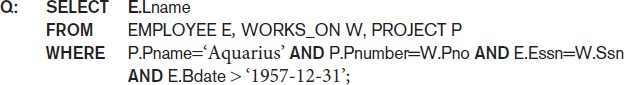 Q: SELECT E.Lname
FROM EMPLOYEE E, WORKS_ON W, PROJECT P
WHERE P.Pname=‘Aquarius’ AND P.Pnumber=W.Pno AND E.Essn=W.Ssn
AND E.Bdate > ‘1957-12-31’;